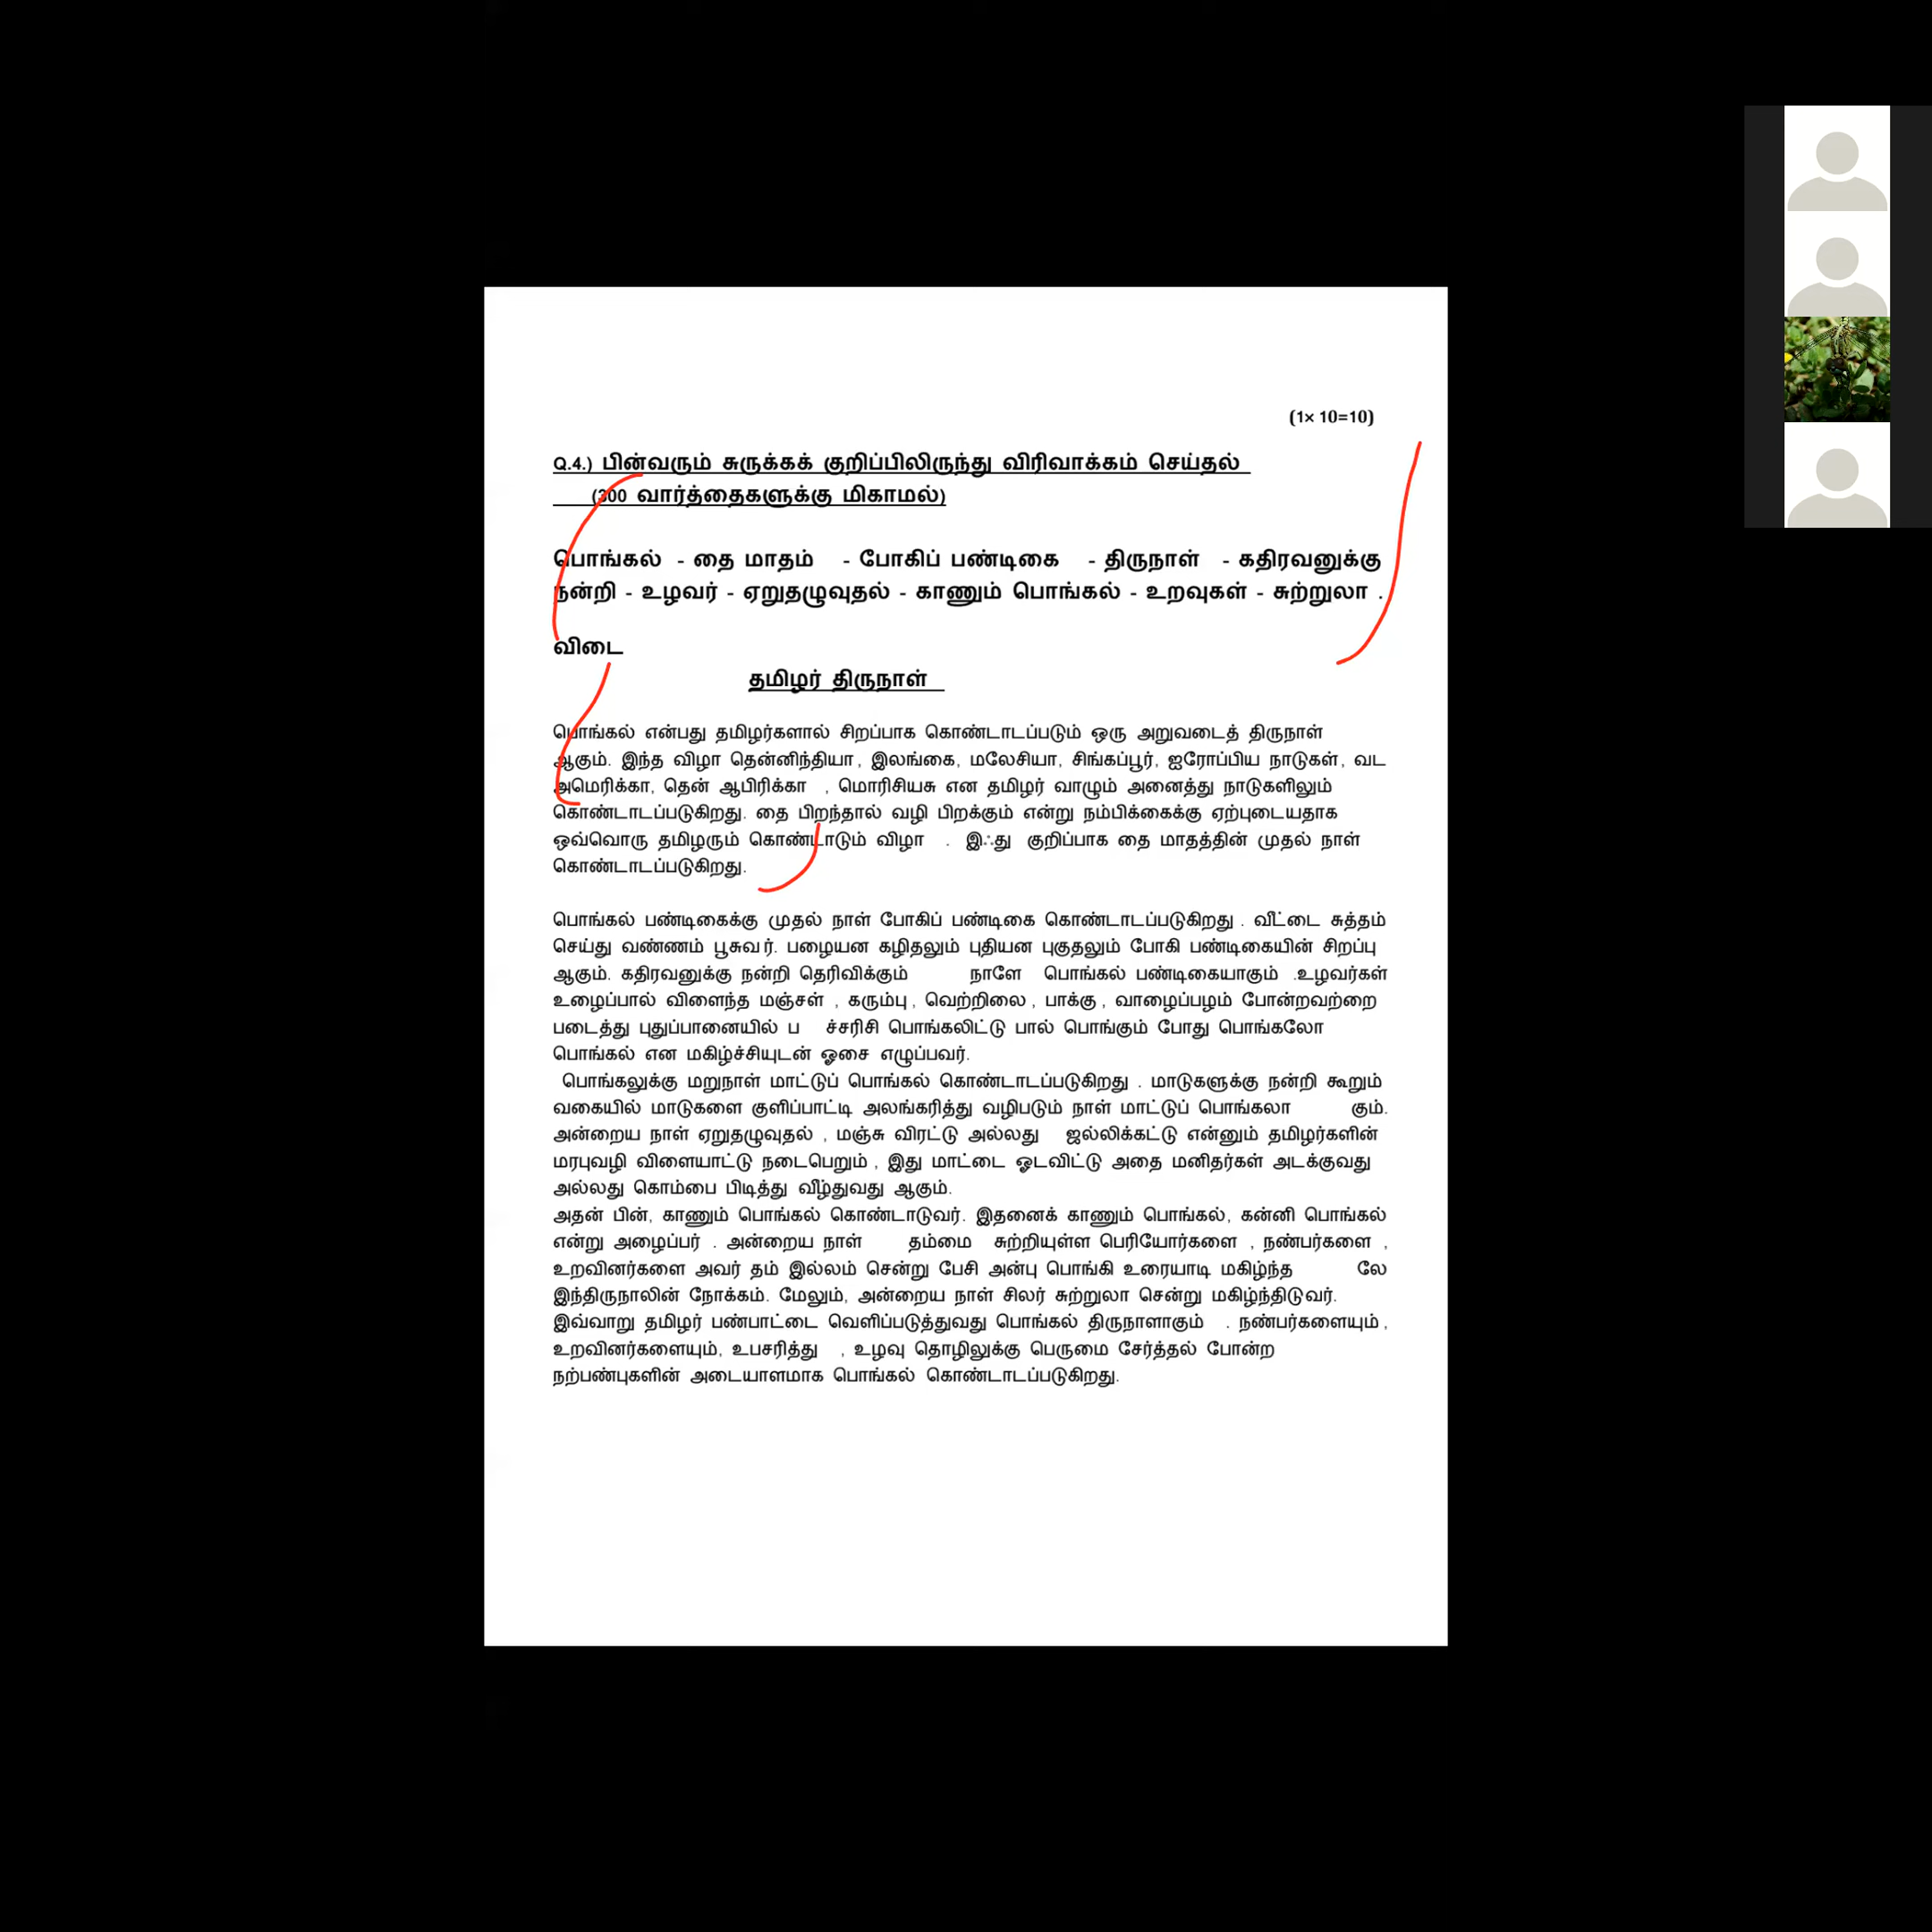 (1× 10=10)
Q.4.) பின்வரும் சுருக்கக் குறிப்பிலிருந்து விரிவாக்கம் செய்தல்
(300 வார்த்தைகளுக்கு மிகாமல்)
பொங்கல் - தை மாதம் - போகிப் பண்டிகை - திருநாள் - கதிரவனுக்கு
நன்றி - உழவர் - ஏறுதழுவுதல் - காணும் பொங்கல் - உறவுகள் - சுற்றுலா .
விடை
தமிழர் திருநாள்
பொங்கல் என்பது தமிழர்களால் சிறப்பாக கொண்டாடப்படும் ஒரு அறுவடைத் திருநாள்
ஆகும். இந்த விழா தென்னிந்தியா , இலங்கை, மலேசியா, சிங்கப்பூர், ஐரோப்பிய நாடுகள், வட
அமெரிக்கா, தென் ஆபிரிக்கா , மொரிசியசு என தமிழர் வாழும் அனைத்து நாடுகளிலும்
கொண்டாடப்படுகிறது. தை பிறந்தால் வழி பிறக்கும் என்று நம்பிக்கைக்கு ஏற்புடையதாக
ஒவ்வொரு தமிழரும் கொண்டாடும் விழா . இஃது குறிப்பாக தை மாதத்தின் முதல் நாள்
கொண்டாடப்படுகிறது.
பொங்கல் பண்டிகைக்கு முதல் நாள் போகிப் பண்டிகை கொண்டாடப்படுகிறது . வீட்டை சுத்தம்
செய்து வண்ணம் பூசுவர். பழையன கழிதலும் புதியன புகுதலும் போகி பண்டிகையின் சிறப்பு
ஆகும். கதிரவனுக்கு நன்றி தெரிவிக்கும் நாளே பொங்கல் பண்டிகையாகும் .உழவர்கள்
உழைப்பால் விளைந்த மஞ்சள் , கரும்பு , வெற்றிலை , பாக்கு , வாழைப்பழம் போன்றவற்றை
படைத்து புதுப்பானையில் ப ச்சரிசி பொங்கலிட்டு பால் பொங்கும் போது பொங்கலோ
பொங்கல் என மகிழ்ச்சியுடன் ஓசை எழுப்பவர்.
பொங்கலுக்கு மறுநாள் மாட்டுப் பொங்கல் கொண்டாடப்படுகிறது . மாடுகளுக்கு நன்றி கூறும்
வகையில் மாடுகளை குளிப்பாட்டி அலங்கரித்து வழிபடும் நாள் மாட்டுப் பொங்கலா கும்.
அன்றைய நாள் ஏறுதழுவுதல் , மஞ்சு விரட்டு அல்லது ஜல்லிக்கட்டு என்னும் தமிழர்களின்
மரபுவழி விளையாட்டு நடைபெறும் , இது மாட்டை ஓடவிட்டு அதை மனிதர்கள் அடக்குவது
அல்லது கொம்பை பிடித்து வீழ்துவது ஆகும்.
அதன் பின், காணும் பொங்கல் கொண்டாடுவர். இதனைக் காணும் பொங்கல், கன்னி பொங்கல்
என்று அழைப்பர் . அன்றைய நாள் தம்மை சுற்றியுள்ள பெரியோர்களை , நண்பர்களை ,
உறவினர்களை அவர் தம் இல்லம் சென்று பேசி அன்பு பொங்கி உரையாடி மகிழ்ந்த லே
இந்திருநாலின் நோக்கம். மேலும், அன்றைய நாள் சிலர் சுற்றுலா சென்று மகிழ்ந்திடுவர்.
இவ்வாறு தமிழர் பண்பாட்டை வெளிப்படுத்துவது பொங்கல் திருநாளாகும் . நண்பர்களையும் ,
உறவினர்களையும், உபசரித்து , உழவு தொழிலுக்கு பெருமை சேர்த்தல் போன்ற
நற்பண்புகளின் அடையாளமாக பொங்கல் கொண்டாடப்படுகிறது.